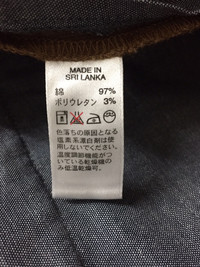 MADE IN
SRI LANKA
綿 97%
ポリウレタン 3%
色落ちの原因となる
塩素系漂白剤は使用
しないでください。
温度調節機能がつ
いている乾燥機の
み低温乾燥可。